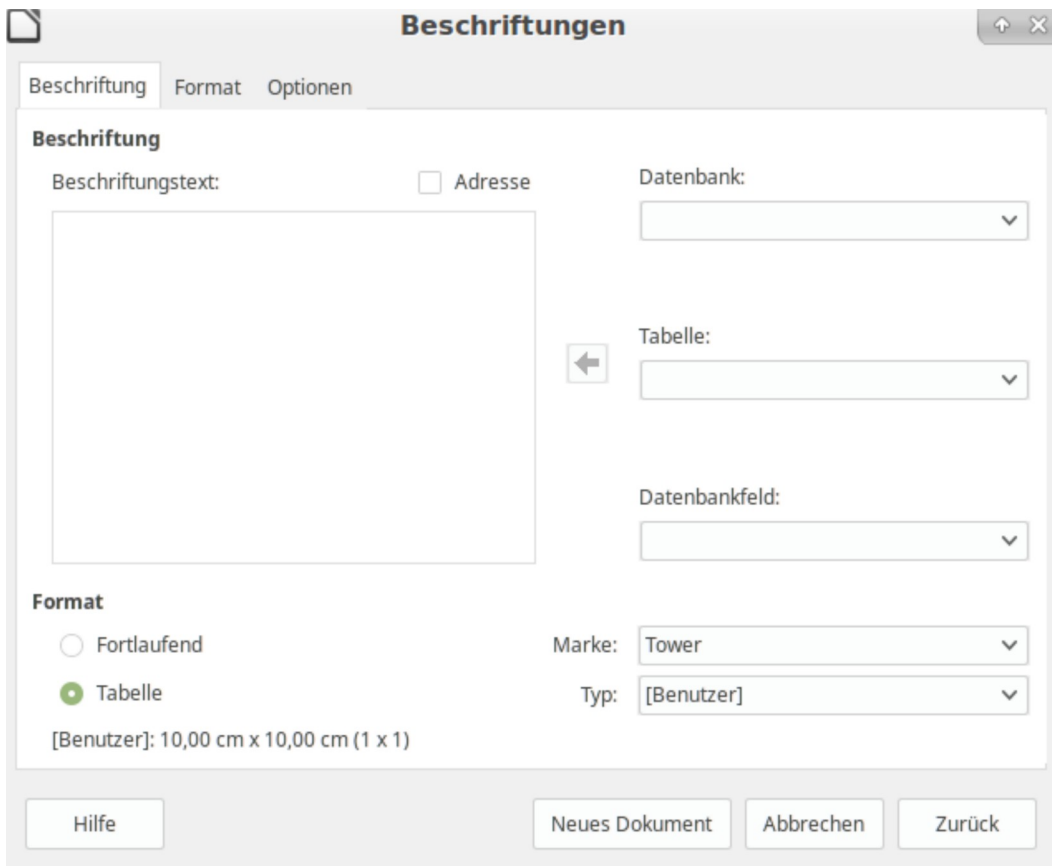 Beschriftungen
Beschriftung Format Optionen
Beschriftung
Beschriftungstext: Adresse Datenbank:
Tabelle:
Datenbankfeld:
Format
Fortlaufend Marke: Tower
Tabelle Typ: [Benutzer]
[Benutzer]: 10,00 cm x 10,00 cm (1 x 1)
Hilfe Neues Dokument Abbrechen Zurück